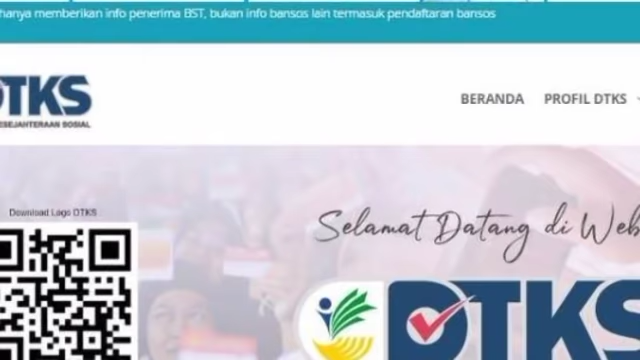 hanya memberikan info penerima BST, bukan info bansos lain termasuk pendaftaran bansos
DTKS
ESEJAHTERAAN SOSIAL
BERANDA PROFIL DTKS
Download Logo DTKS
Selamat Datang di Web
DTKS